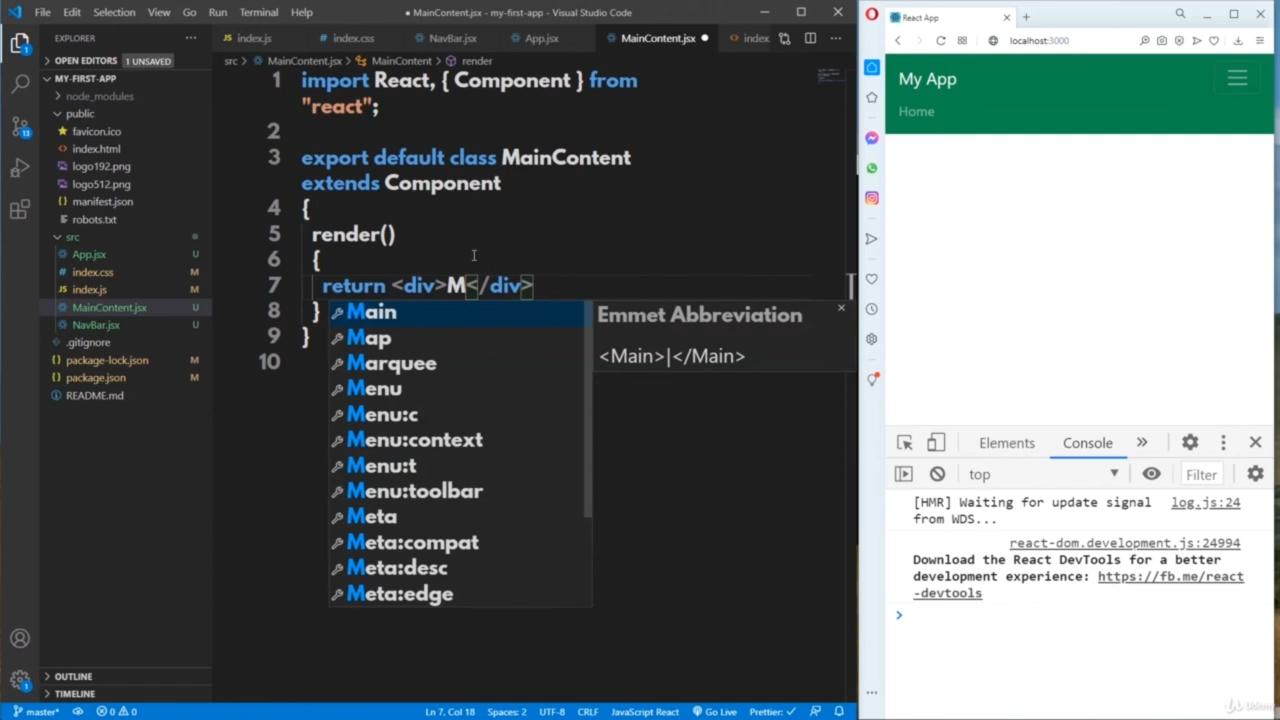 File Edit Selection View Go Run Terminal Help
● MainContent.jsx - my-first-app - Visual Studio Code
EXPLORER
OPEN EDITORS 1 UNSAVED
MY-FIRST-APP
node_modules
public
favicon.ico
index.html
logo192.png
logo512.png
manifest.json
robots.txt
src
App.jsx U
index.css M
index.js M
MainContent.jsx U
NavBar.jsx U
.gitignore
package-lock.json M
package.json M
README.md
OUTLINE
TIMELINE
1
13
1
index.js index.css NavBar.jsx App.jsx MainContent.jsx ● index
src > MainContent.jsx > MainContent > render
1 import React, { Component } from
"react";
2
3 export default class MainContent
extends Component
4 {
5 render()
6 {
7 return <div>M</div>
8 }
9 }
10
Main
Map
Marquee
Menu
Menu:c
Menu:context
Menu:t
Menu:toolbar
Meta
Meta:compat
Meta:desc
Meta:edge
Emmet Abbreviation
<Main>|</Main>
master* 0 0 Ln 7, Col 18 Spaces: 2 UTF-8 CRLF JavaScript React Go Live Prettier: ✓
React App
localhost:3000
My App
Home
Elements Console »
top Filter
[HMR] Waiting for update signal log.js:24
from WDS...
react-dom.development.js:24994
Download the React DevTools for a better
development experience: https://fb.me/react
-devtools
Udemy